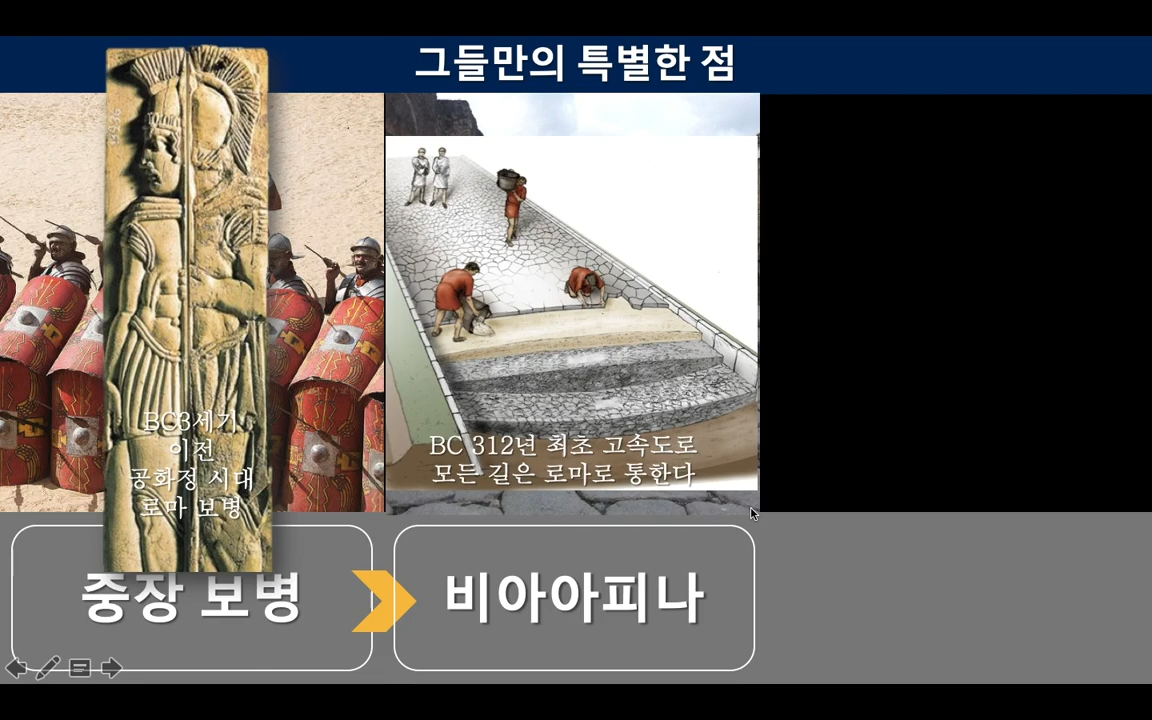 그들만의 특별한 점
BC3세기
이전
공화정 시대
로마 보병
BC 312년 최초 고속도로
모든 길은 로마로 통한다
중장 보병
비아아피나